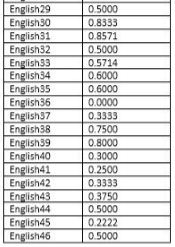 English29 0.5000
English30 0.8333
English31 0.8571
English32 0.5000
English33 0.5714
English34 0.6000
English35 0.6000
English36 0.0000
English37 0.3333
English38 0.7500
English39 0.8000
English40 0.3000
English41 0.2500
English42 0.3333
English43 0.3750
English44 0.5000
English45 0.2222
English46 0.5000